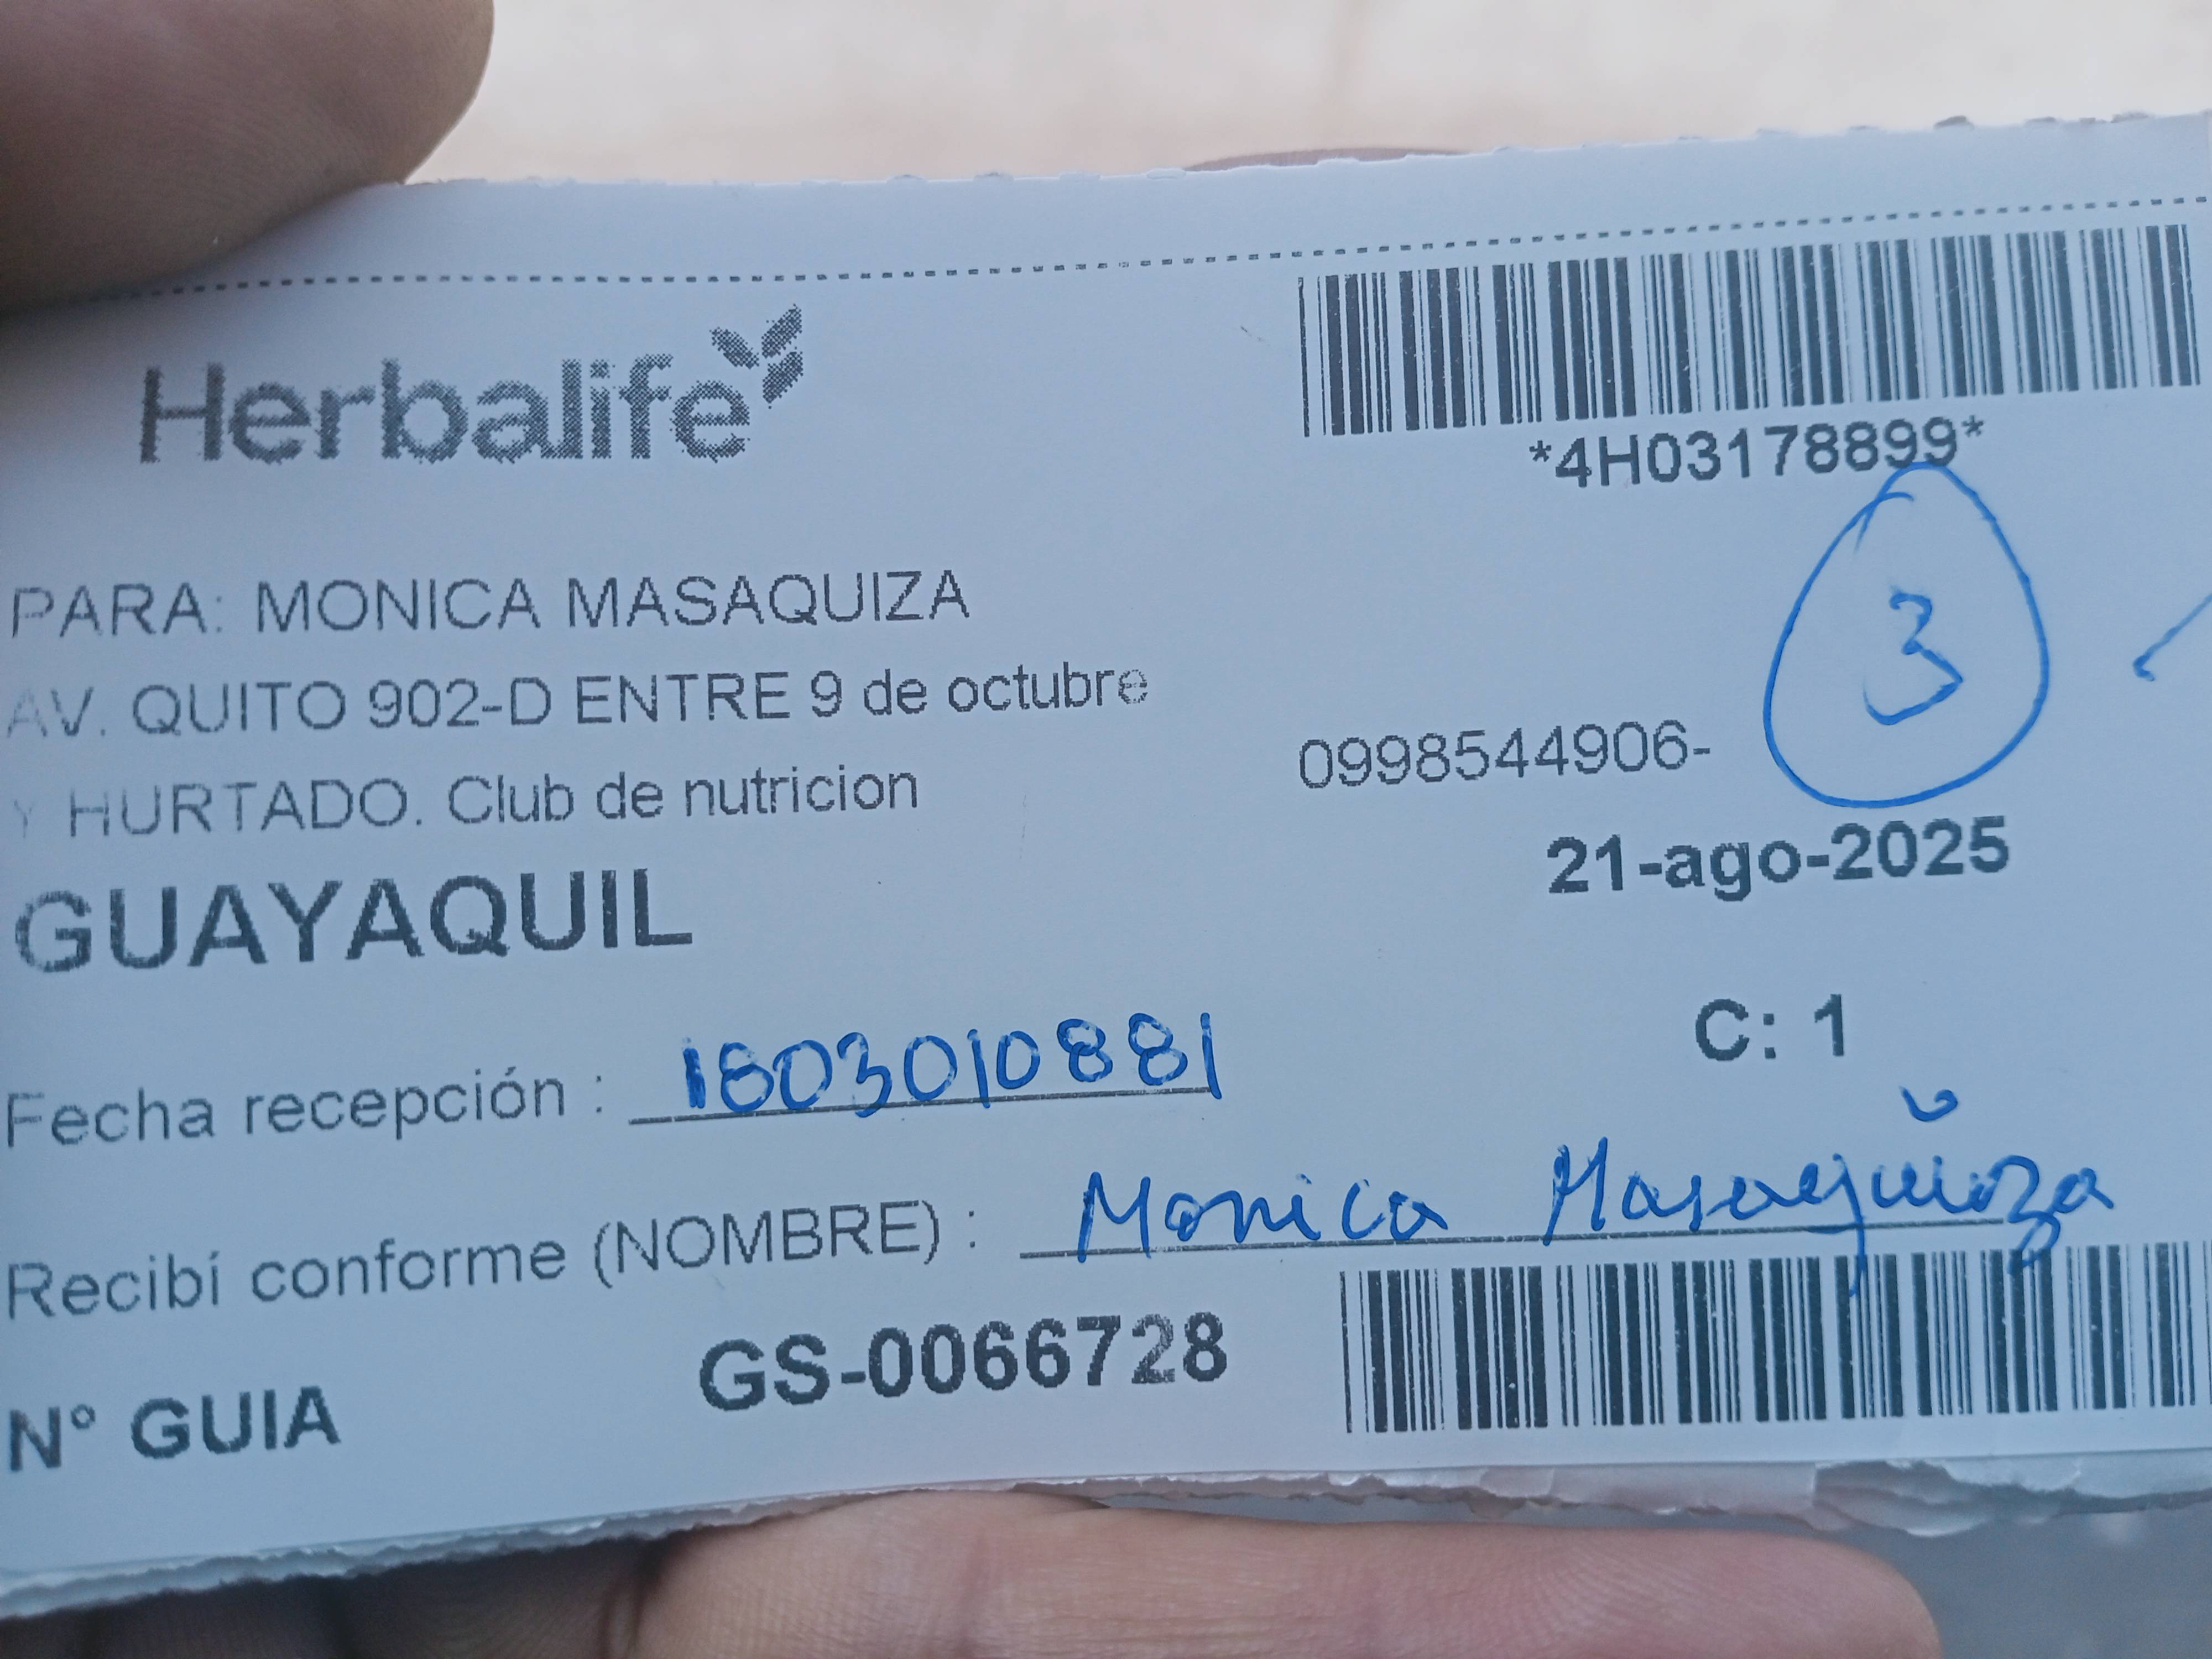 Herbalife
*4H03178899*
3
PARA: MONICA MASAQUIZA
AV. QUITO 902-D ENTRE 9 de octubre
Y HURTADO. Club de nutricion
0998544906-
GUAYAQUIL
21-ago-2025
C: 1
Fecha recepción : 1803010881
Recibí conforme (NOMBRE) : Monica Masaquiza
N° GUIA GS-0066728